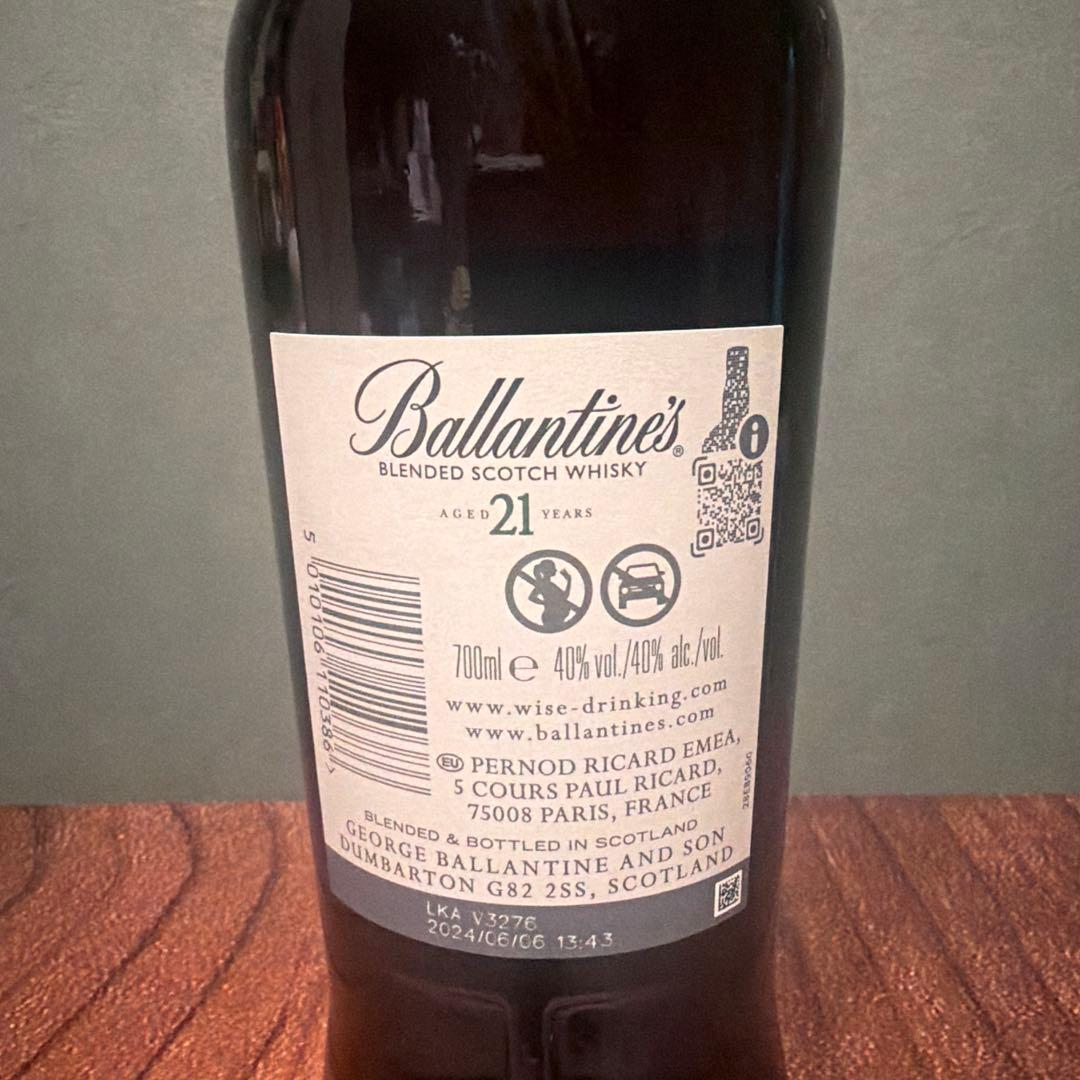 Ballantine's®
BLENDED SCOTCH WHISKY
AGED 21 YEARS
5 010106 110386 >
700ml e 40% vol./40% alc./vol.
www.wise-drinking.com
www.ballantines.com
EU PERNOD RICARD EMEA,
5 COURS PAUL RICARD,
75008 PARIS, FRANCE
BLENDED & BOTTLED IN SCOTLAND
GEORGE BALLANTINE AND SON
DUMBARTON G82 2SS, SCOTLAND
LKA V3276
2024/06/06 13:43